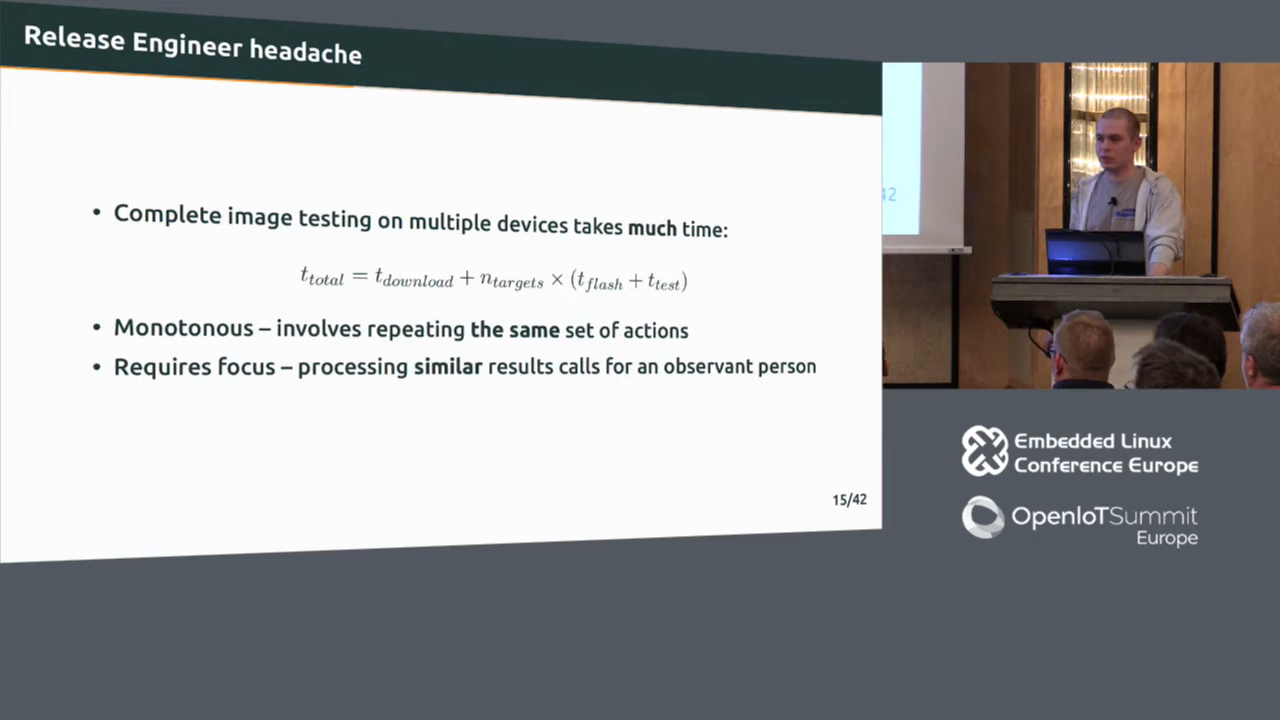 Release Engineer headache
• Complete image testing on multiple devices takes much time:
t_total = t_download + n_targets × (t_flash + t_test)
• Monotonous – involves repeating the same set of actions
• Requires focus – processing similar results calls for an observant person
15/42
42
Embedded Linux
Conference Europe
OpenIoTSummit
Europe